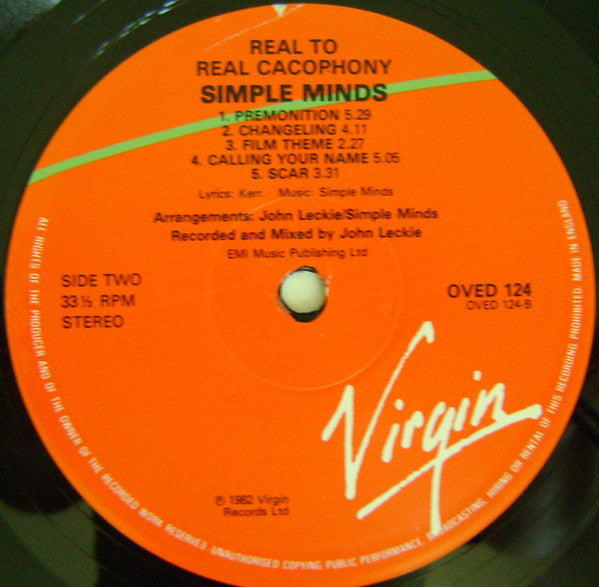 REAL TO
REAL CACOPHONY
SIMPLE MINDS
1. PREMONITION 5.29
2. CHANGELING 4.11
3. FILM THEME 2.27
4. CALLING YOUR NAME 5.05
5. SCAR 3.31
Lyrics: Kerr. Music: Simple Minds
Arrangements: John Leckie/Simple Minds
Recorded and Mixed by John Leckie
EMI Music Publishing Ltd
SIDE TWO
33⅓ RPM
STEREO
OVED 124
OVED 124-B
Virgin
℗ 1982 Virgin
Records Ltd
ALL RIGHTS OF THE PRODUCER AND OF THE OWNER OF THE RECORDED WORK RESERVED. UNAUTHORISED COPYING, PUBLIC PERFORMANCE, BROADCASTING, HIRING OR RENTAL OF THIS RECORDING PROHIBITED. MADE IN ENGLAND